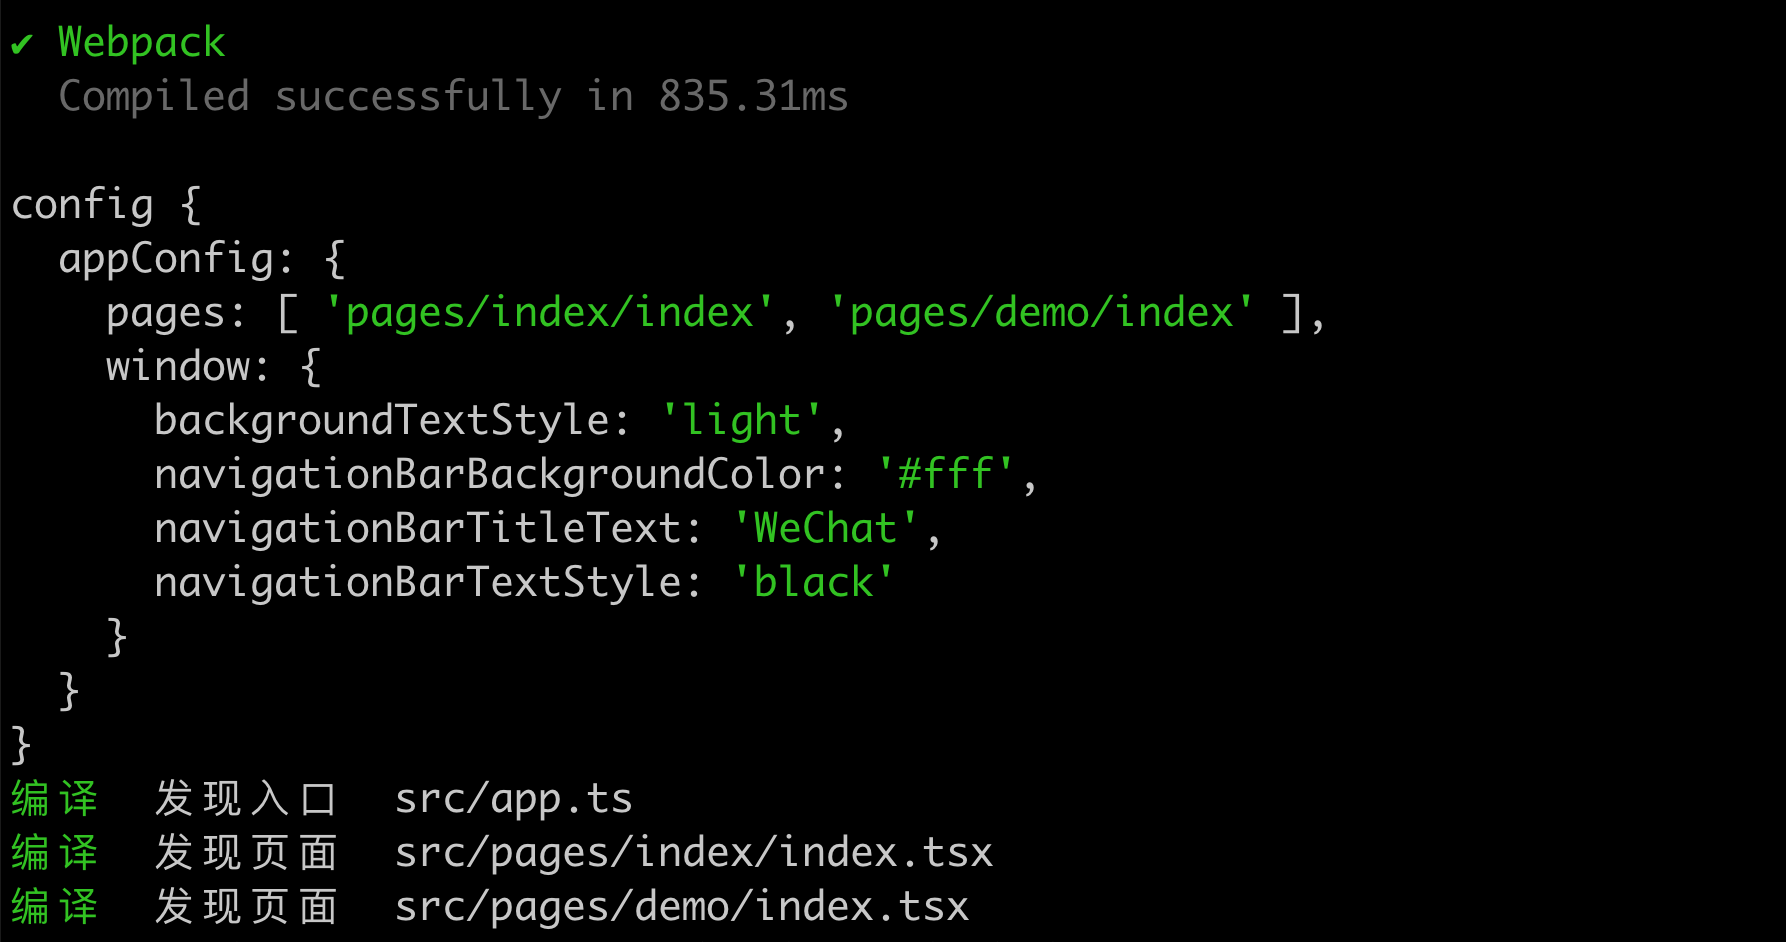 ✔ Webpack
  Compiled successfully in 835.31ms

config {
  appConfig: {
    pages: [ 'pages/index/index', 'pages/demo/index' ],
    window: {
      backgroundTextStyle: 'light',
      navigationBarBackgroundColor: '#fff',
      navigationBarTitleText: 'WeChat',
      navigationBarTextStyle: 'black'
    }
  }
}
编译  发现入口  src/app.ts
编译  发现页面  src/pages/index/index.tsx
编译  发现页面  src/pages/demo/index.tsx